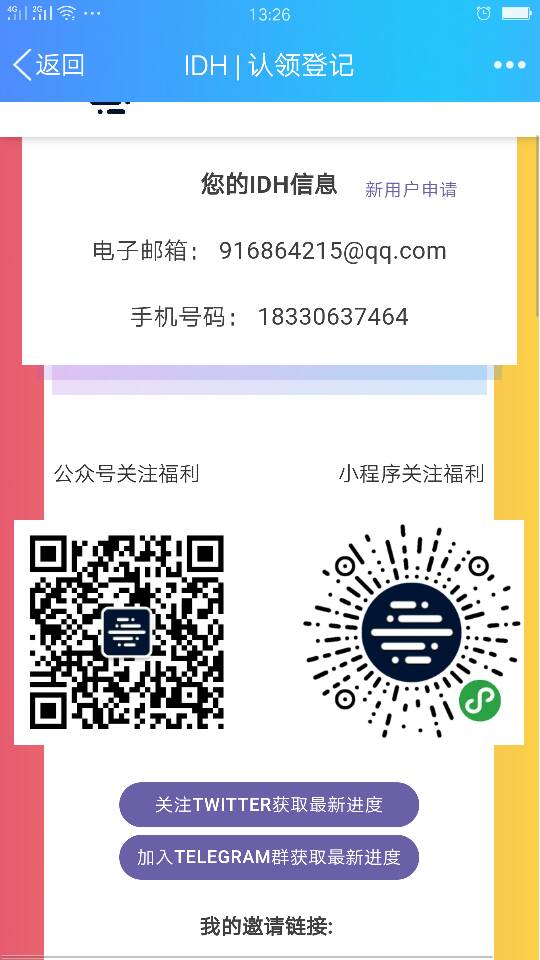 4G 2G 13:26
返回 IDH | 认领登记
您的IDH信息 新用户申请
电子邮箱： 916864215@qq.com
手机号码： 18330637464
公众号关注福利 小程序关注福利
关注TWITTER获取最新进度
加入TELEGRAM群获取最新进度
我的邀请链接: